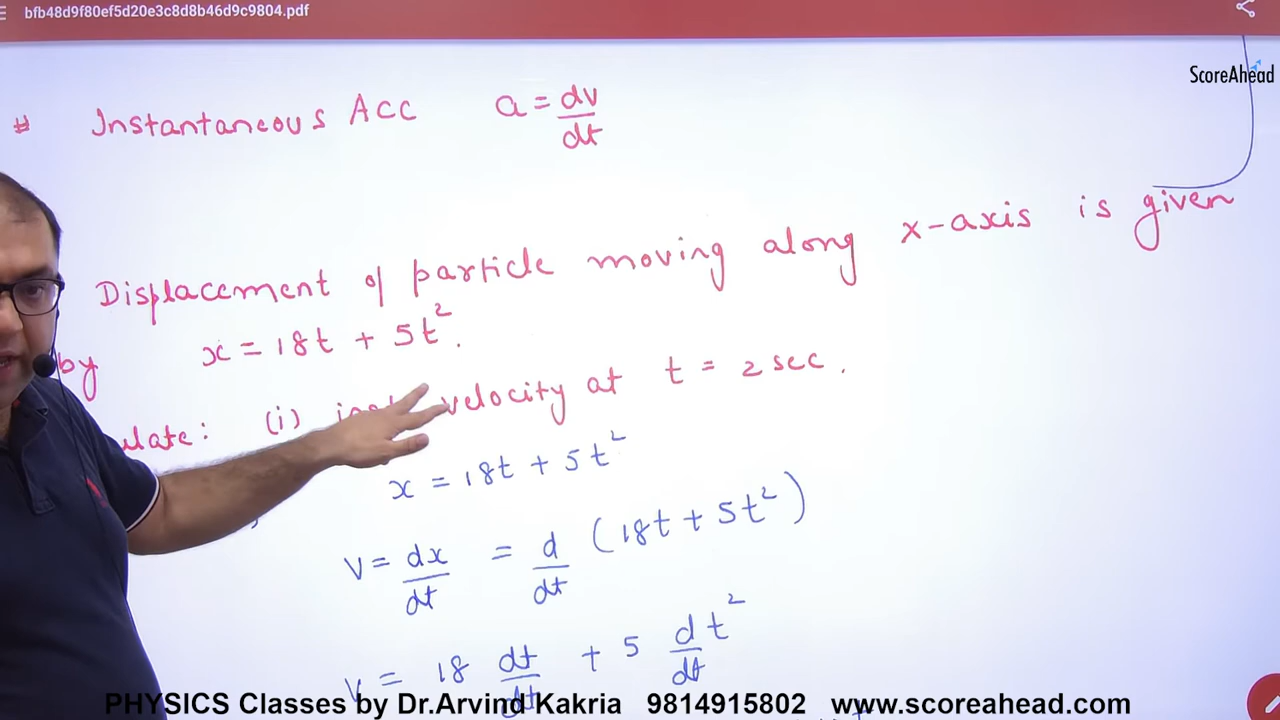 bfb48d9f80ef5d20e3c8d8b46d9c9804.pdf
ScoreAhead
# Instantaneous Acc a = dv/dt
Displacement of particle moving along x-axis is given
by x = 18t + 5t².
ulate: (i) velocity at t = 2 sec.
x = 18t + 5t²
v = dx/dt = d/dt (18t + 5t²)
v = 18 dt/dt + 5 d/dt t²
PHYSICS Classes by Dr.Arvind Kakria 9814915802 www.scoreahead.com